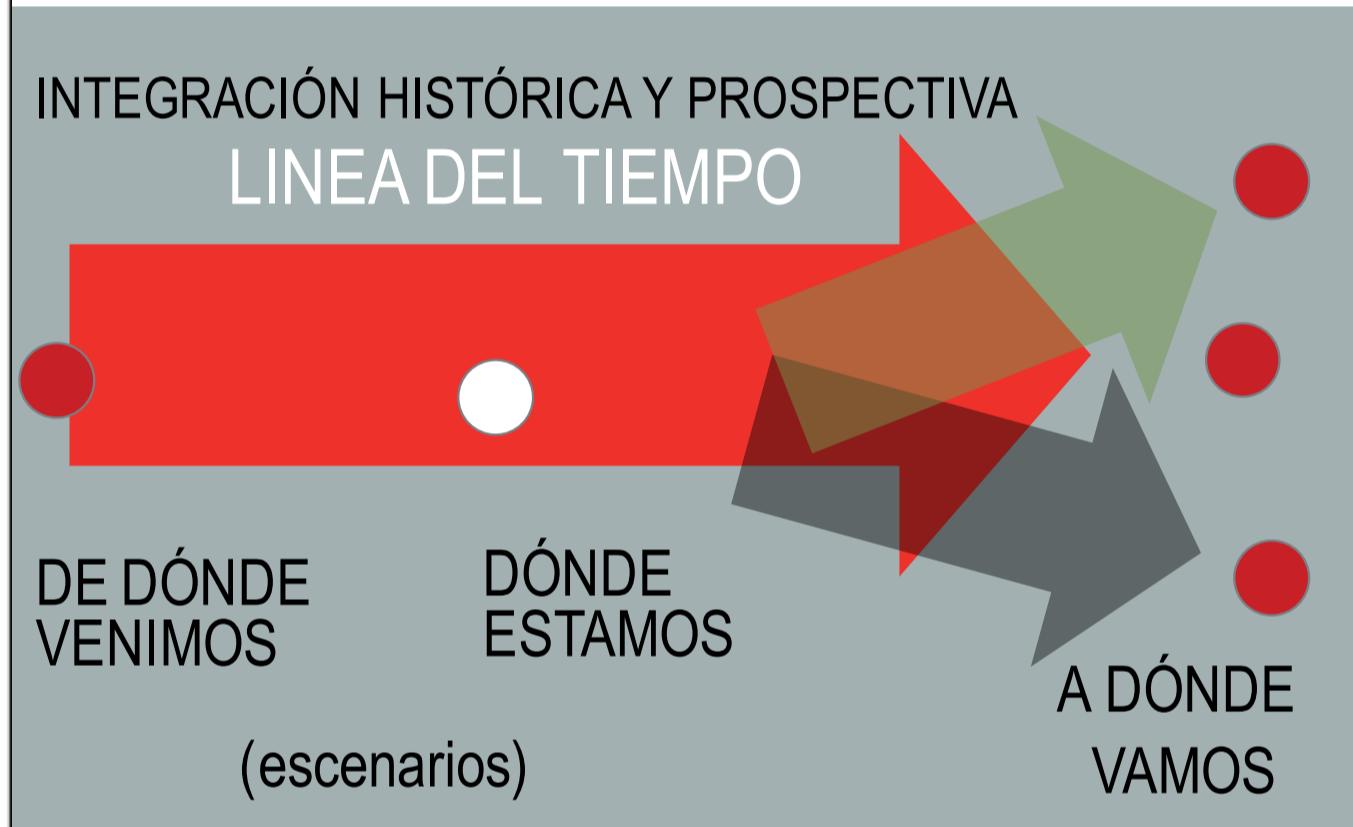 INTEGRACIÓN HISTÓRICA Y PROSPECTIVA
LINEA DEL TIEMPO
DE DÓNDE
VENIMOS
DÓNDE
ESTAMOS
A DÓNDE
VAMOS
(escenarios)